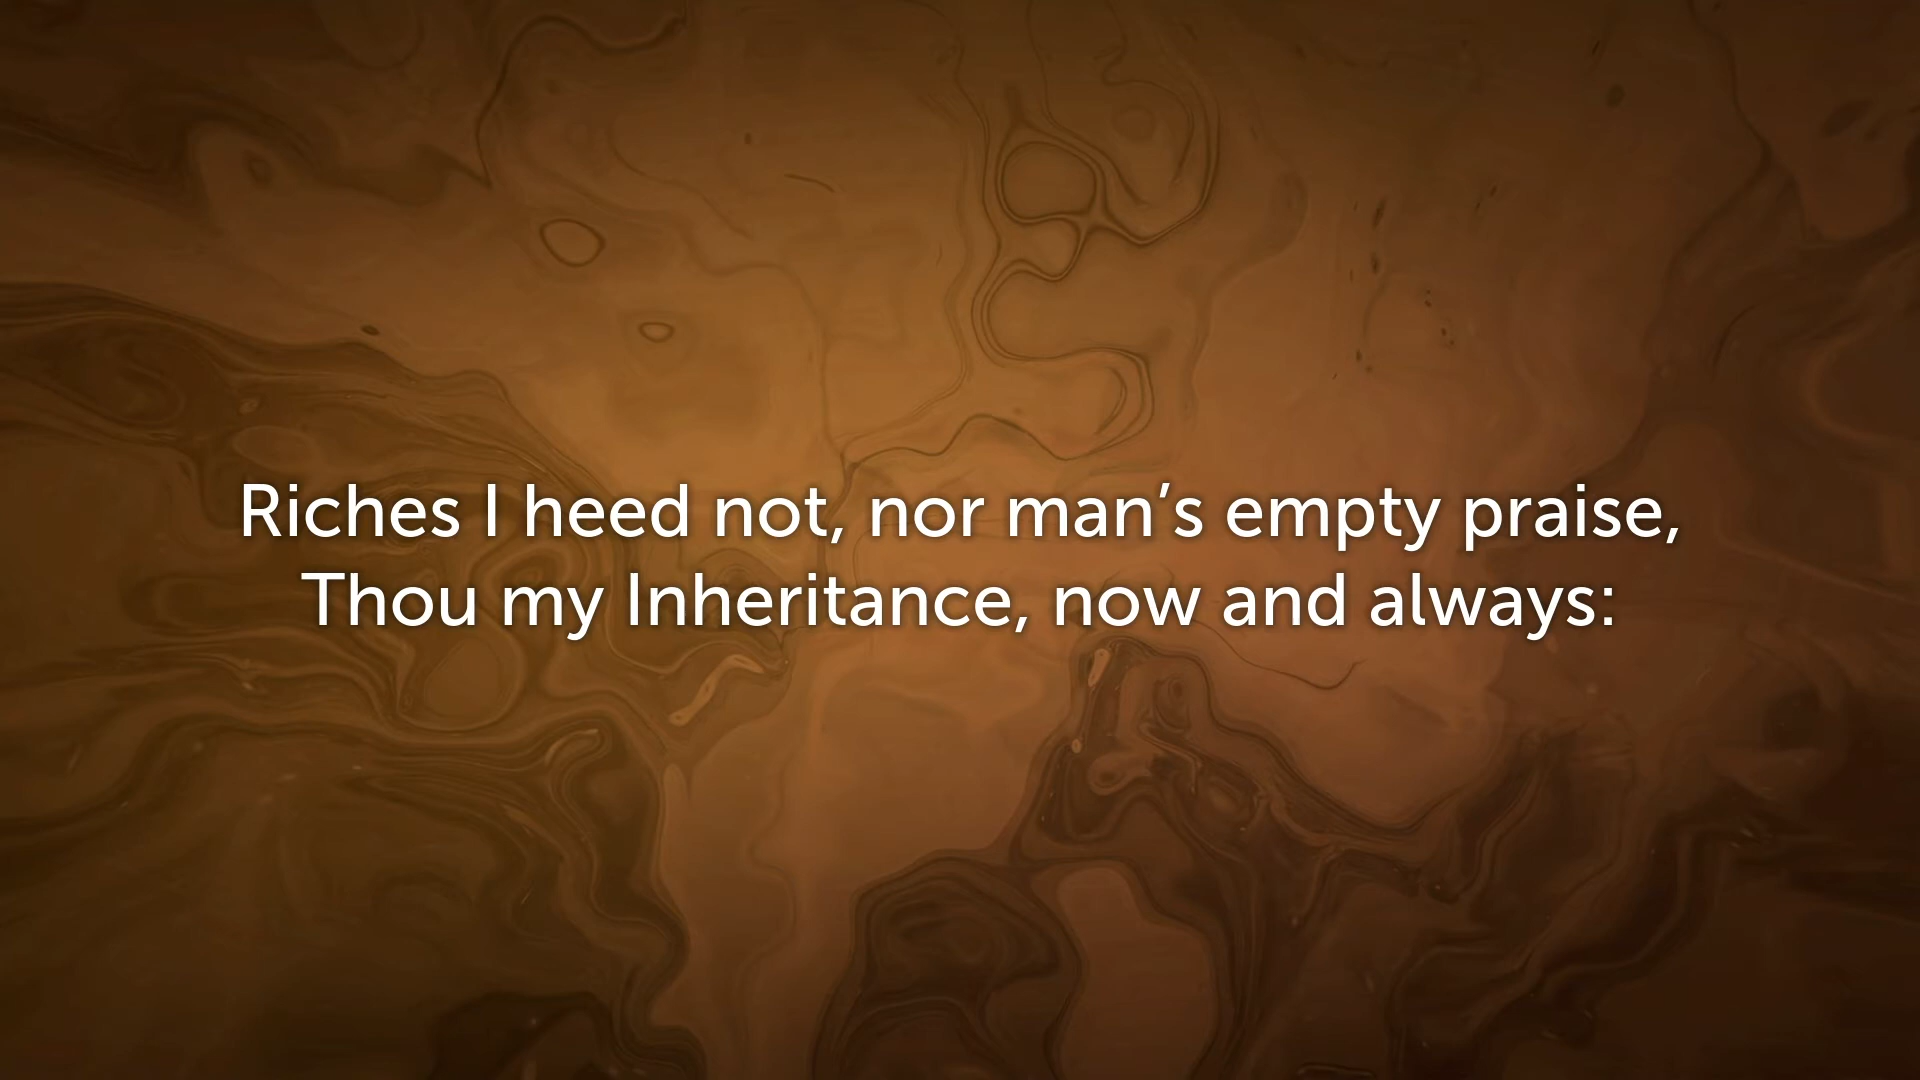 Riches I heed not, nor man’s empty praise,
Thou my Inheritance, now and always: